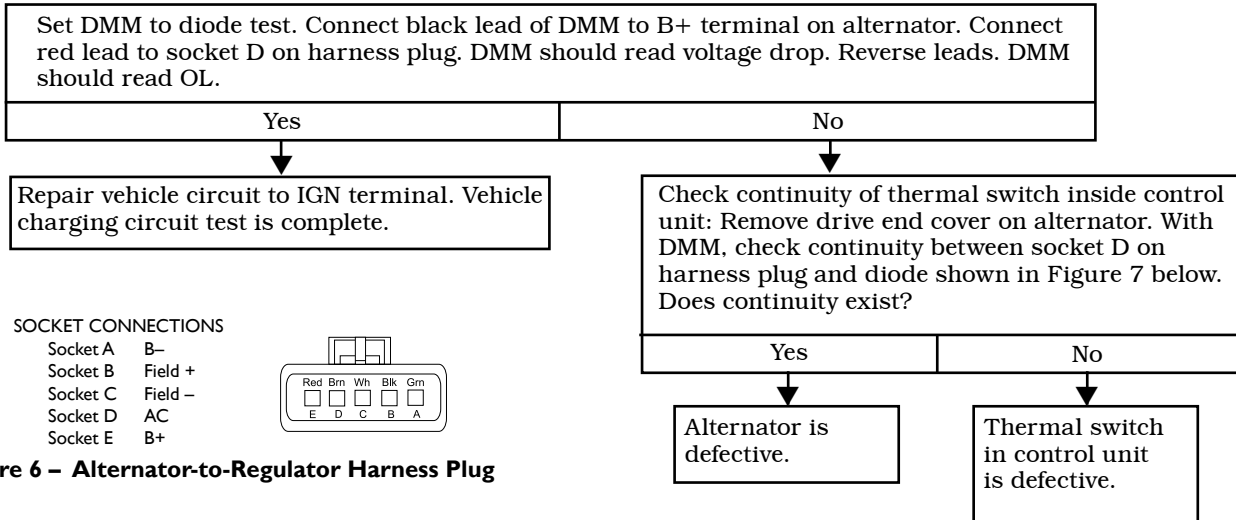 Set DMM to diode test. Connect black lead of DMM to B+ terminal on alternator. Connect
red lead to socket D on harness plug. DMM should read voltage drop. Reverse leads. DMM
should read OL.
Yes
No
Repair vehicle circuit to IGN terminal. Vehicle
charging circuit test is complete.
Check continuity of thermal switch inside control
unit: Remove drive end cover on alternator. With
DMM, check continuity between socket D on
harness plug and diode shown in Figure 7 below.
Does continuity exist?
Yes
No
Alternator is
defective.
Thermal switch
in control unit
is defective.
SOCKET CONNECTIONS
Socket A B–
Socket B Field +
Socket C Field –
Socket D AC
Socket E B+
Red Brn Wh Blk Grn
E D C B A
re 6 – Alternator-to-Regulator Harness Plug